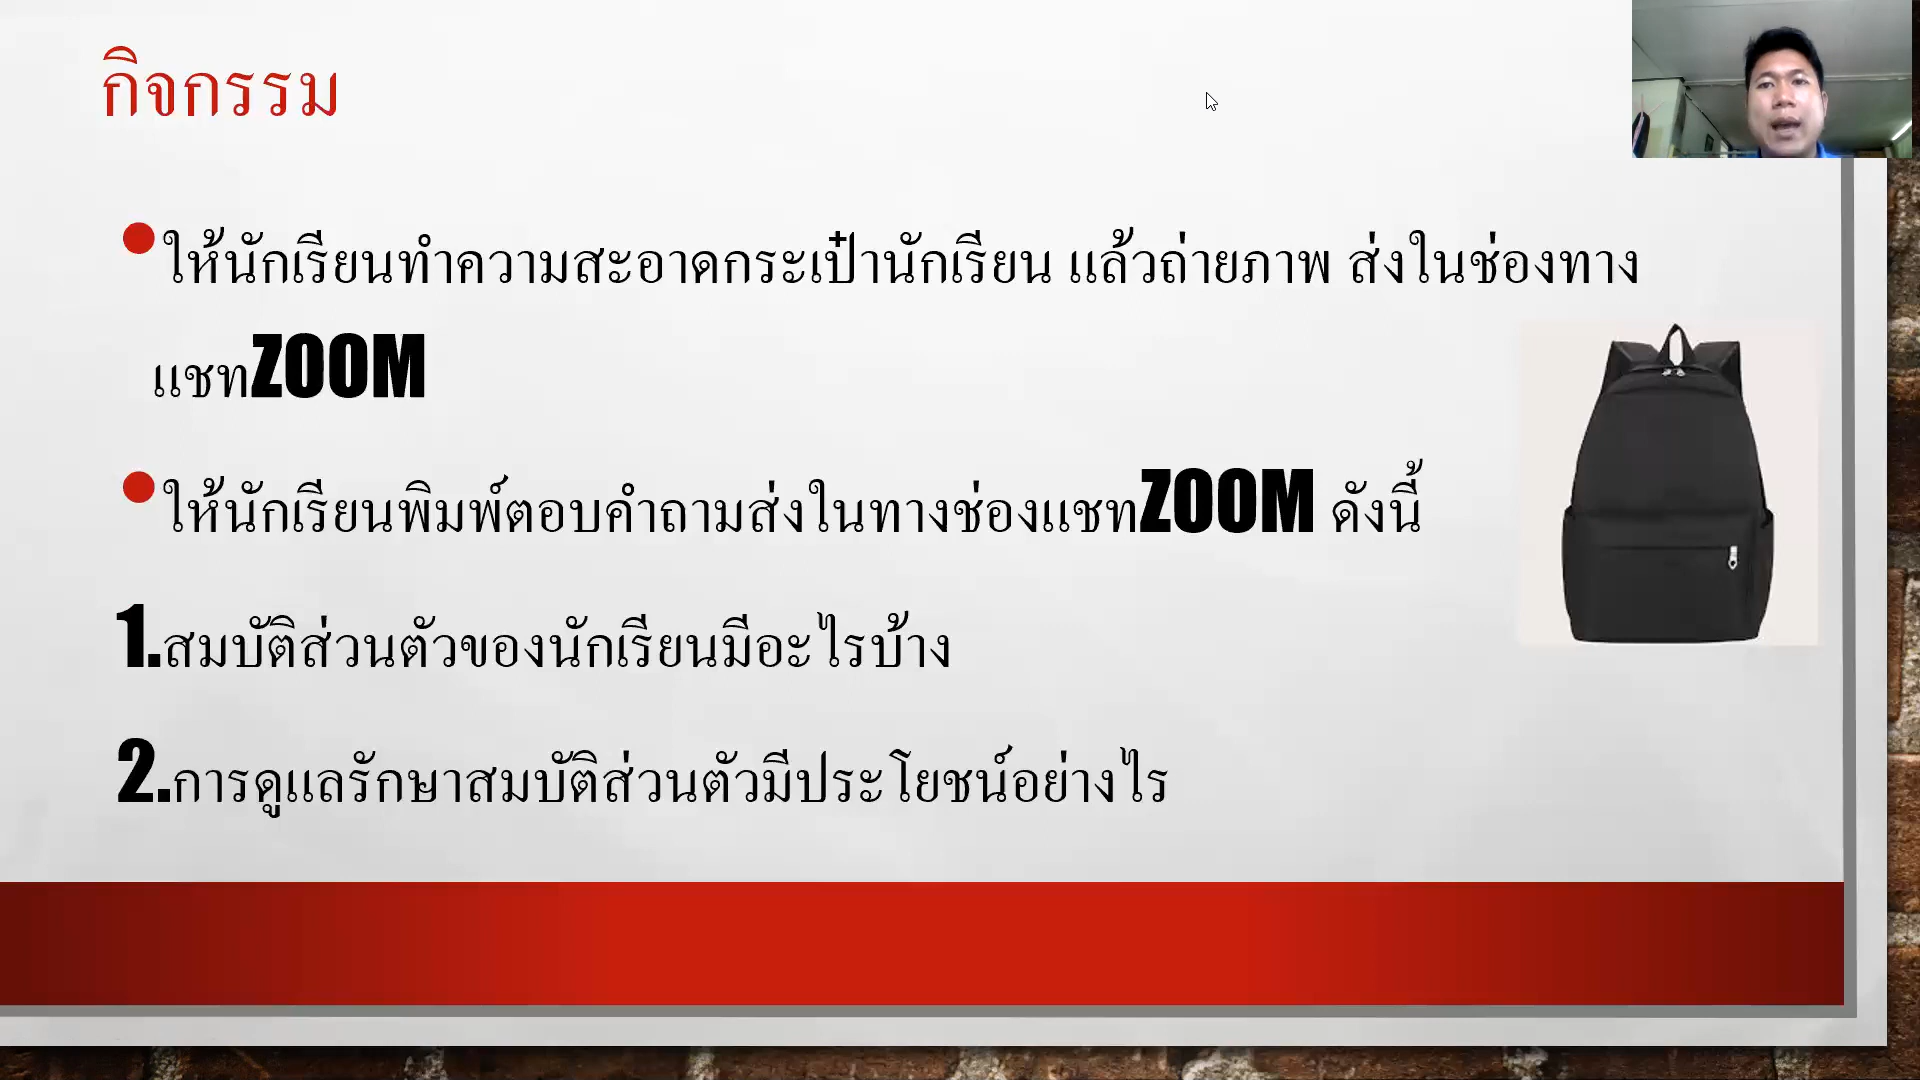 กิจกรรม
ให้นักเรียนทำความสะอาดกระเป๋านักเรียน แล้วถ่ายภาพ ส่งในช่องทาง
แชทZOOM
ให้นักเรียนพิมพ์ตอบคำถามส่งในทางช่องแชทZOOM ดังนี้
1.สมบัติส่วนตัวของนักเรียนมีอะไรบ้าง
2.การดูแลรักษาสมบัติส่วนตัวมีประโยชน์อย่างไร